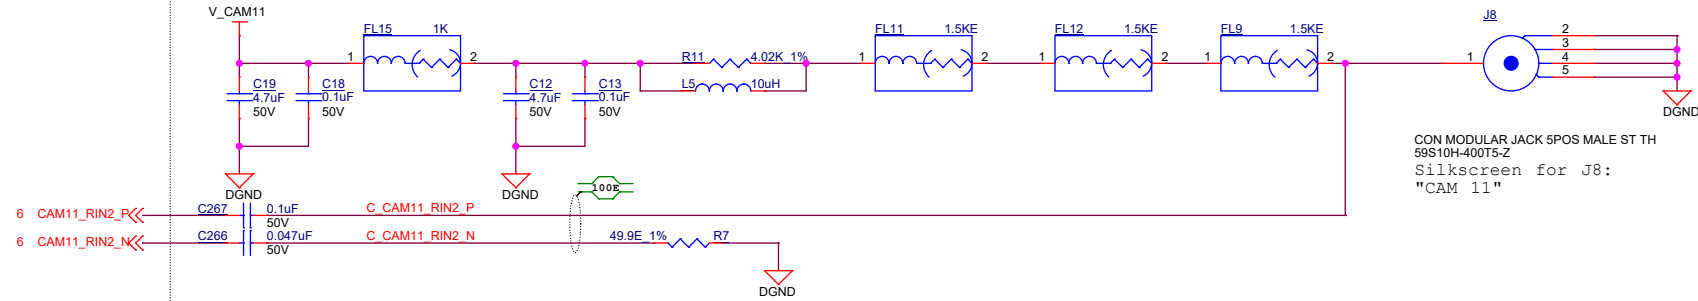 V_CAM11
FL15 1K
1 2
C19
4.7uF
50V
C18
0.1uF
50V
DGND
C12
4.7uF
50V
C13
0.1uF
50V
DGND
R11 4.02K_1%
L5 10uH
FL11 1.5KE
1 2
FL12 1.5KE
1 2
FL9 1.5KE
1 2
J8
1
2
3
4
5
DGND
CON MODULAR JACK 5POS MALE ST TH
59S10H-400T5-Z
Silkscreen for J8:
"CAM 11"
100E
6 CAM11_RIN2_P
C267 0.1uF
50V
C_CAM11_RIN2_P
6 CAM11_RIN2_N
C266 0.047uF
50V
C_CAM11_RIN2_N
49.9E_1% R7
DGND